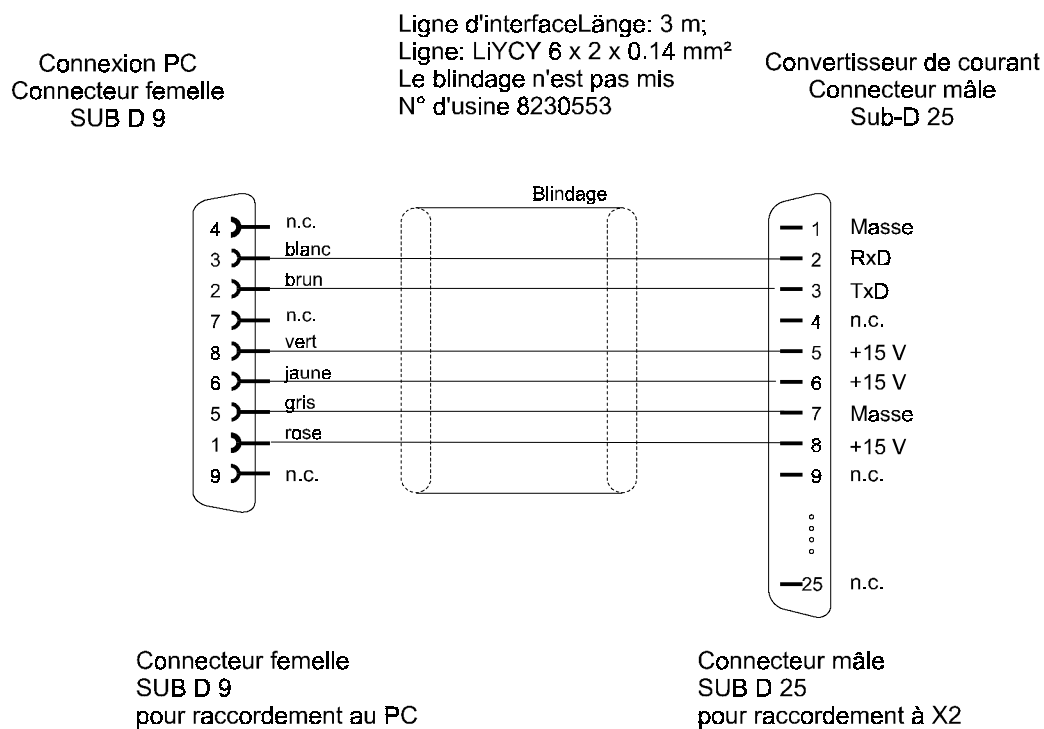 Connexion PC
Connecteur femelle
SUB D 9
Ligne d'interfaceLänge: 3 m;
Ligne: LiYCY 6 x 2 x 0.14 mm²
Le blindage n'est pas mis
N° d'usine 8230553
Convertisseur de courant
Connecteur mâle
Sub-D 25
Blindage
4 n.c. 1 Masse
3 blanc 2 RxD
2 brun 3 TxD
7 n.c. 4 n.c.
8 vert 5 +15 V
6 jaune 6 +15 V
5 gris 7 Masse
1 rose 8 +15 V
9 n.c. 9 n.c.
25 n.c.
Connecteur femelle
SUB D 9
pour raccordement au PC
Connecteur mâle
SUB D 25
pour raccordement à X2